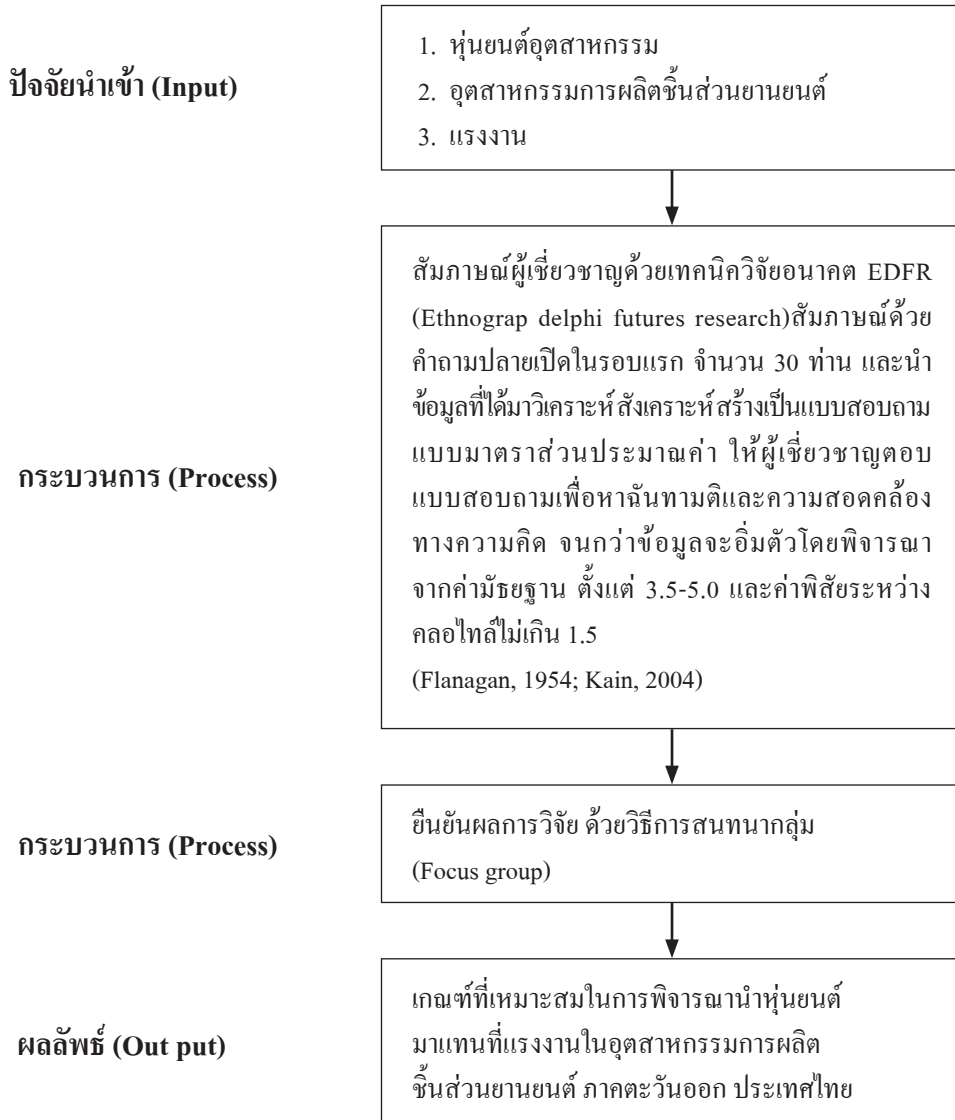 ปัจจัยนำเข้า (Input)
1. หุ่นยนต์อุตสาหกรรม
2. อุตสาหกรรมการผลิตชิ้นส่วนยานยนต์
3. แรงงาน
กระบวนการ (Process)
สัมภาษณ์ผู้เชี่ยวชาญด้วยเทคนิควิจัยอนาคต EDFR
(Ethnograp delphi futures research)สัมภาษณ์ด้วย
คำถามปลายเปิดในรอบแรก จำนวน 30 ท่าน และนำ
ข้อมูลที่ได้มาวิเคราะห์สังเคราะห์สร้างเป็นแบบสอบถาม
แบบมาตราส่วนประมาณค่า ให้ผู้เชี่ยวชาญตอบ
แบบสอบถามเพื่อหาฉันทามติและความสอดคล้อง
ทางความคิด จนกว่าข้อมูลจะอิ่มตัวโดยพิจารณา
จากค่ามัธยฐาน ตั้งแต่ 3.5-5.0 และค่าพิสัยระหว่าง
คลอไทล์ไม่เกิน 1.5
(Flanagan, 1954; Kain, 2004)
กระบวนการ (Process)
ยืนยันผลการวิจัย ด้วยวิธีการสนทนากลุ่ม
(Focus group)
ผลลัพธ์ (Out put)
เกณฑ์ที่เหมาะสมในการพิจารณานำหุ่นยนต์
มาแทนที่แรงงานในอุตสาหกรรมการผลิต
ชิ้นส่วนยานยนต์ ภาคตะวันออก ประเทศไทย